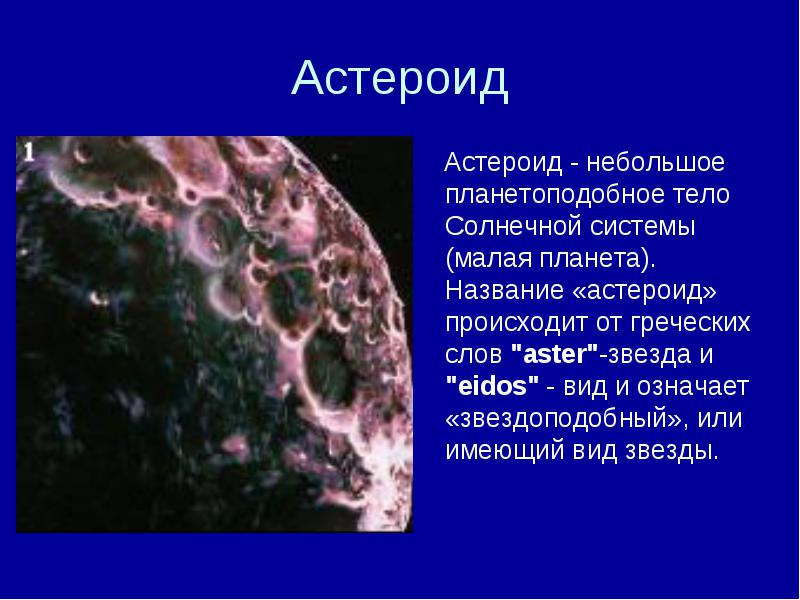 Астероид
1
Астероид - небольшое
планетоподобное тело
Солнечной системы
(малая планета).
Название «астероид»
происходит от греческих
слов "aster"-звезда и
"eidos" - вид и означает
«звездоподобный», или
имеющий вид звезды.